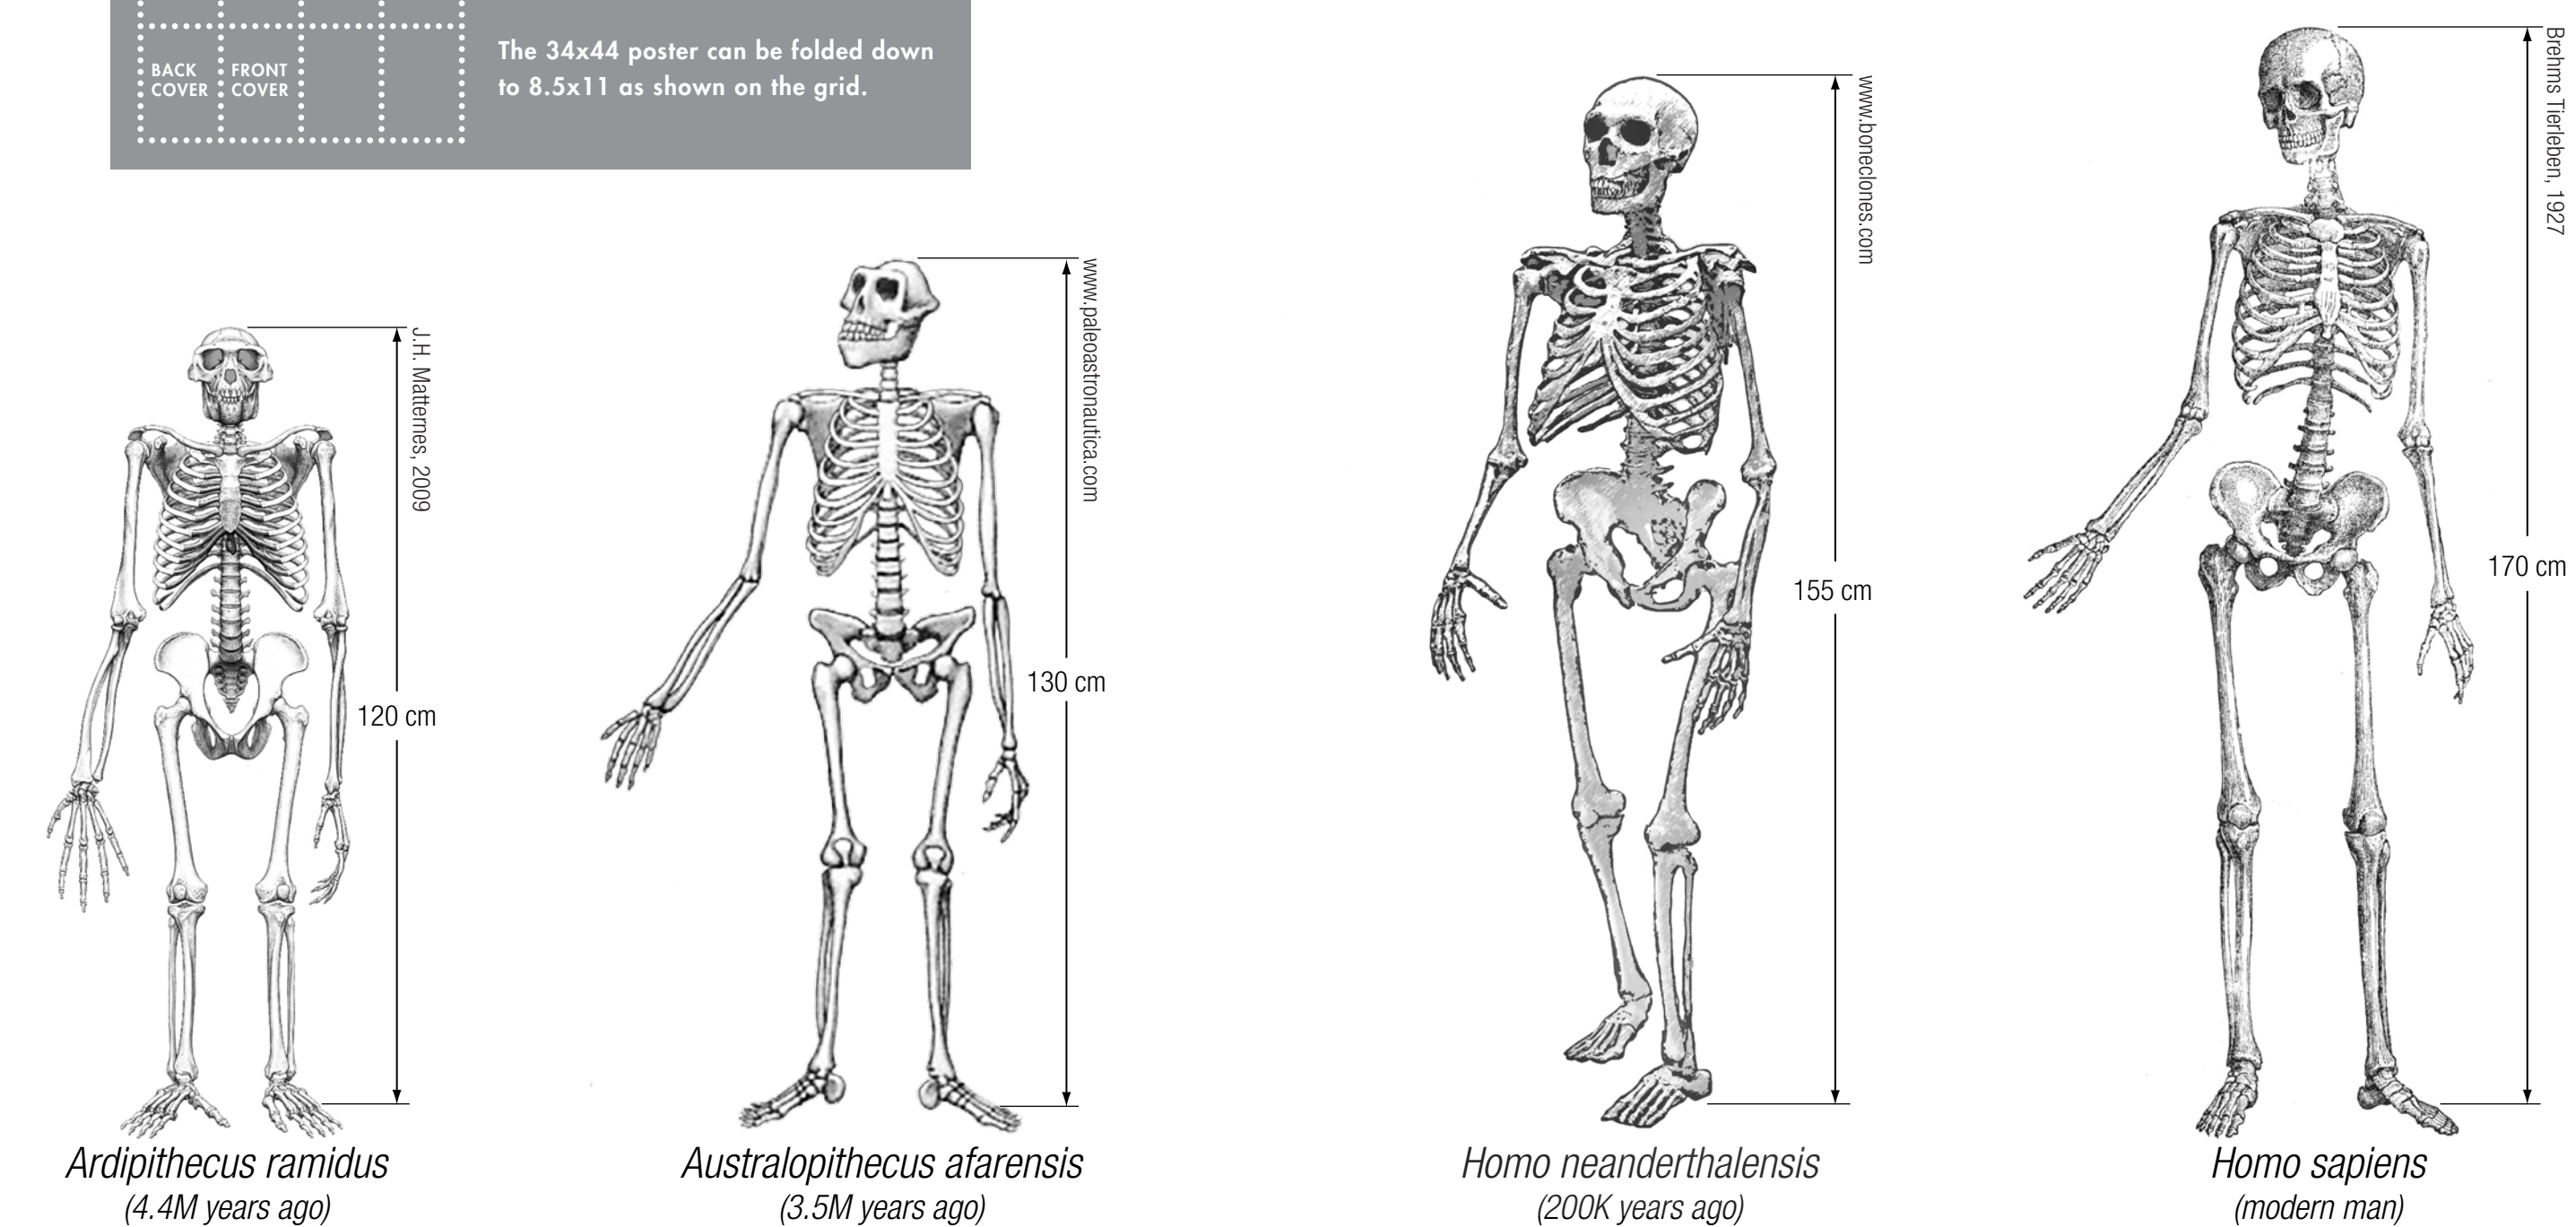 BACK
COVER
FRONT
COVER
The 34x44 poster can be folded down
to 8.5x11 as shown on the grid.
J.H. Matternes, 2009
120 cm
Ardipithecus ramidus
(4.4M years ago)
www.paleoastronautica.com
130 cm
Australopithecus afarensis
(3.5M years ago)
www.boneclones.com
155 cm
Homo neanderthalensis
(200K years ago)
Brehms Tierleben, 1927
170 cm
Homo sapiens
(modern man)